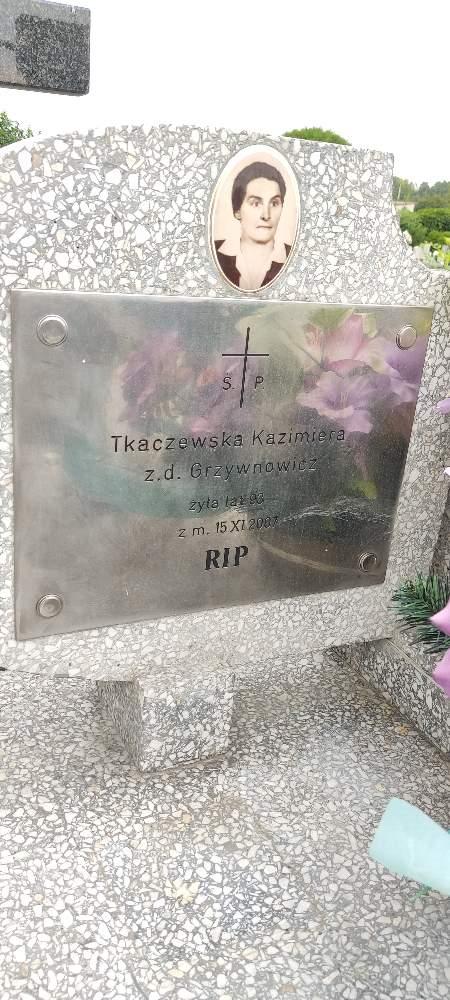 Ś. P.
Tkaczewska Kazimiera
z.d. Grzywnowicz
żyła lat 93
z m. 15 XI 2007
RIP